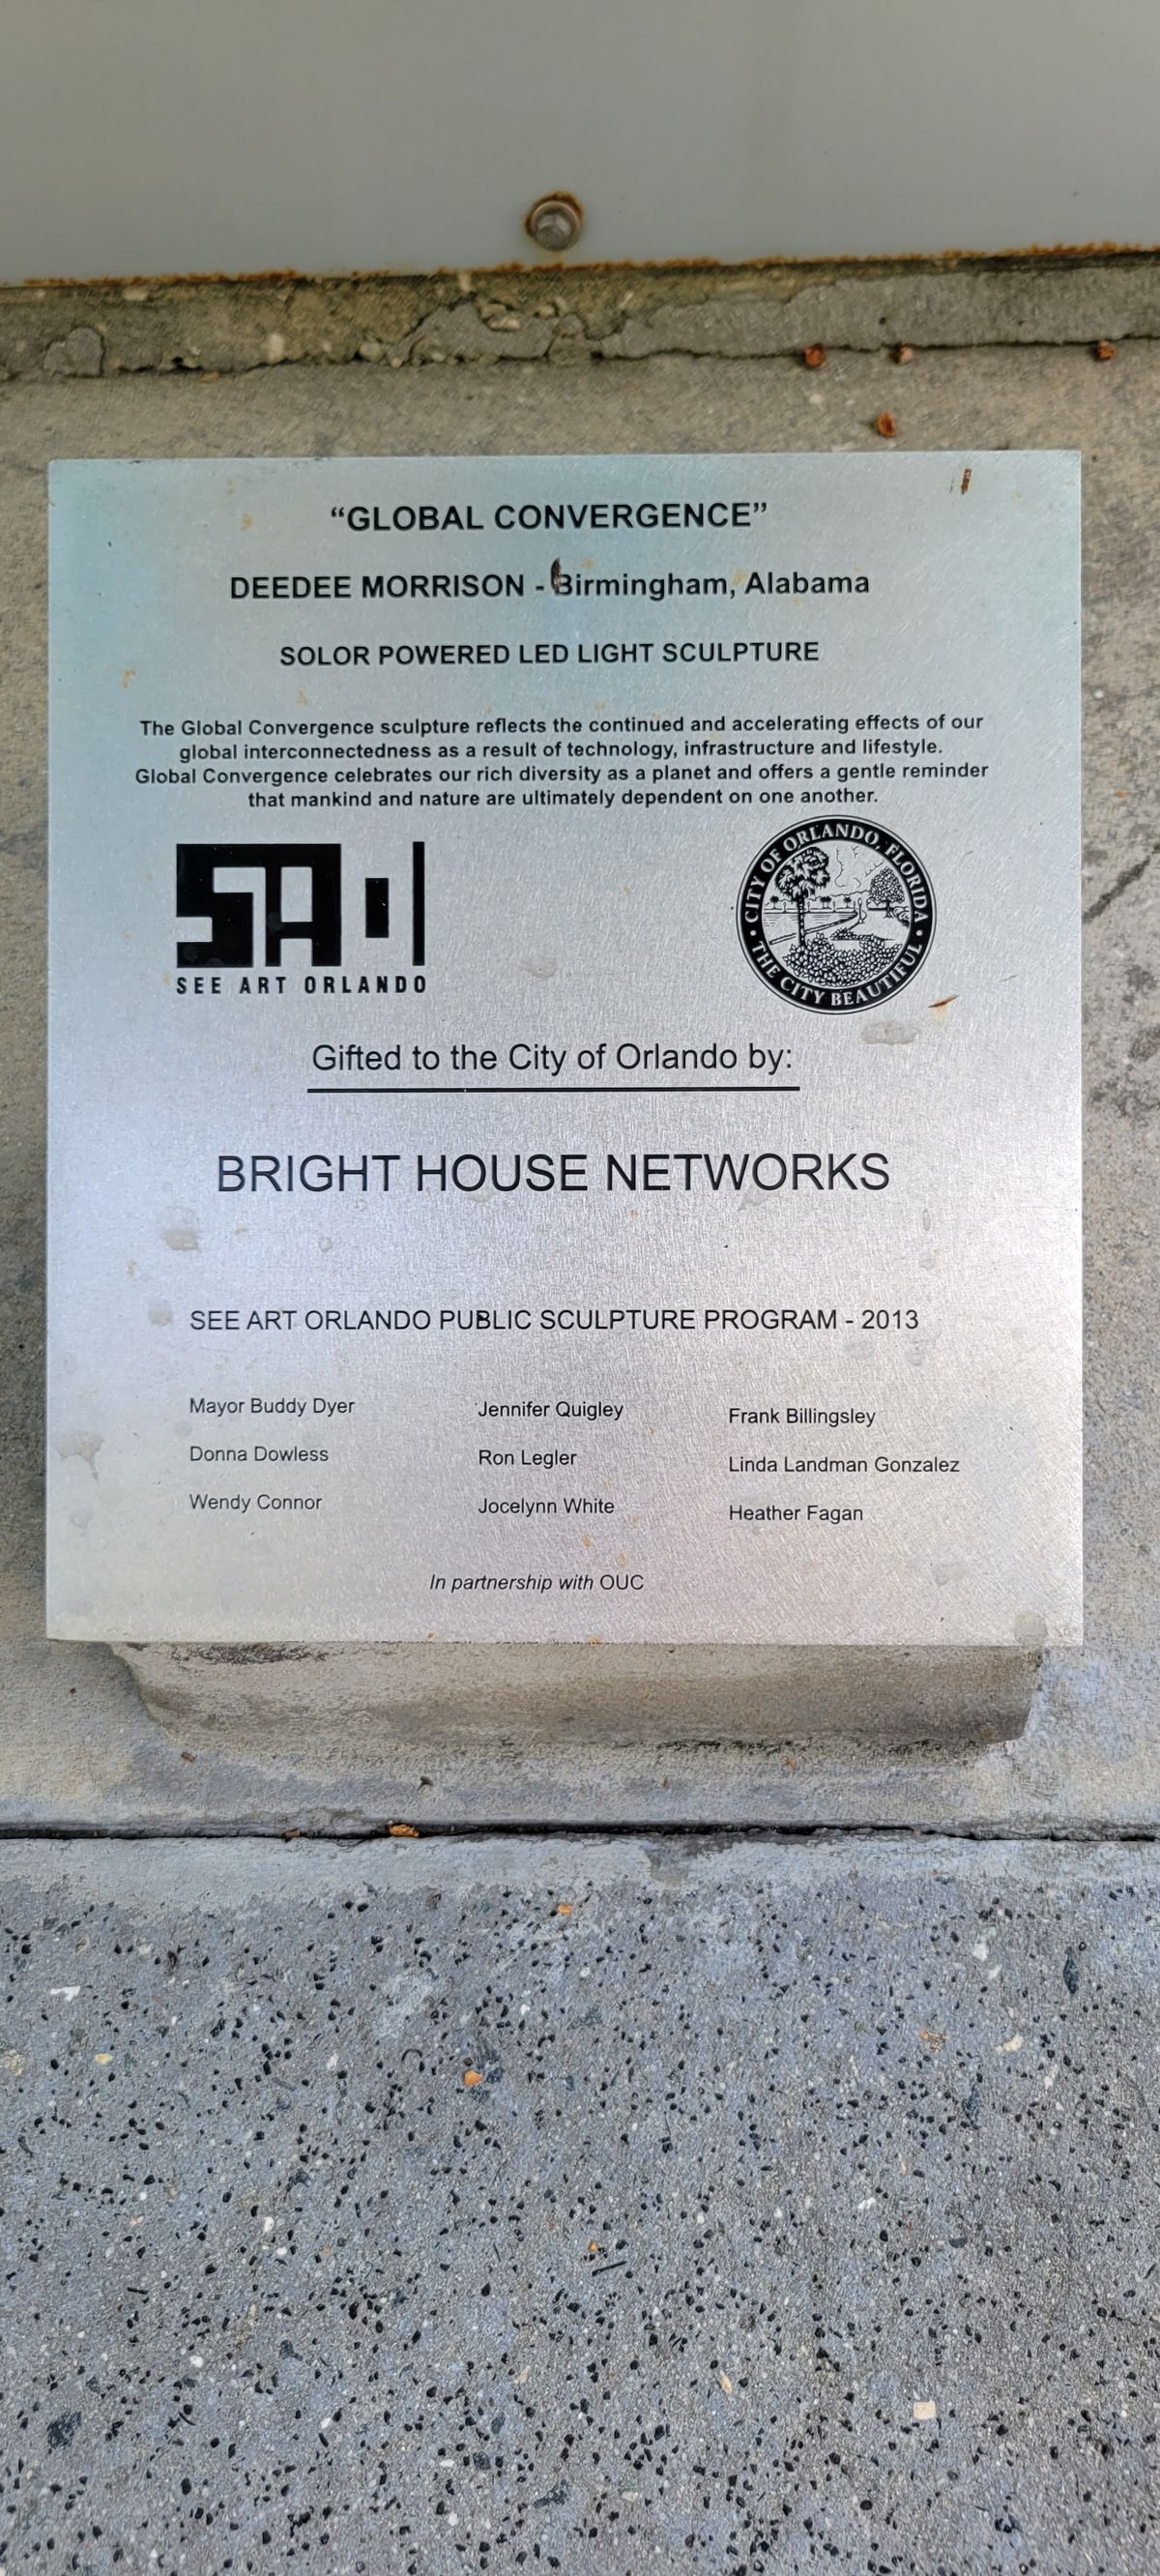 “GLOBAL CONVERGENCE”
DEEDEE MORRISON - Birmingham, Alabama
SOLOR POWERED LED LIGHT SCULPTURE
The Global Convergence sculpture reflects the continued and accelerating effects of our
global interconnectedness as a result of technology, infrastructure and lifestyle.
Global Convergence celebrates our rich diversity as a planet and offers a gentle reminder
that mankind and nature are ultimately dependent on one another.
SAO
SEE ART ORLANDO
• CITY OF ORLANDO, FLORIDA •
THE CITY BEAUTIFUL
Gifted to the City of Orlando by:
BRIGHT HOUSE NETWORKS
SEE ART ORLANDO PUBLIC SCULPTURE PROGRAM - 2013
Mayor Buddy Dyer
Donna Dowless
Wendy Connor
Jennifer Quigley
Ron Legler
Jocelynn White
Frank Billingsley
Linda Landman Gonzalez
Heather Fagan
In partnership with OUC